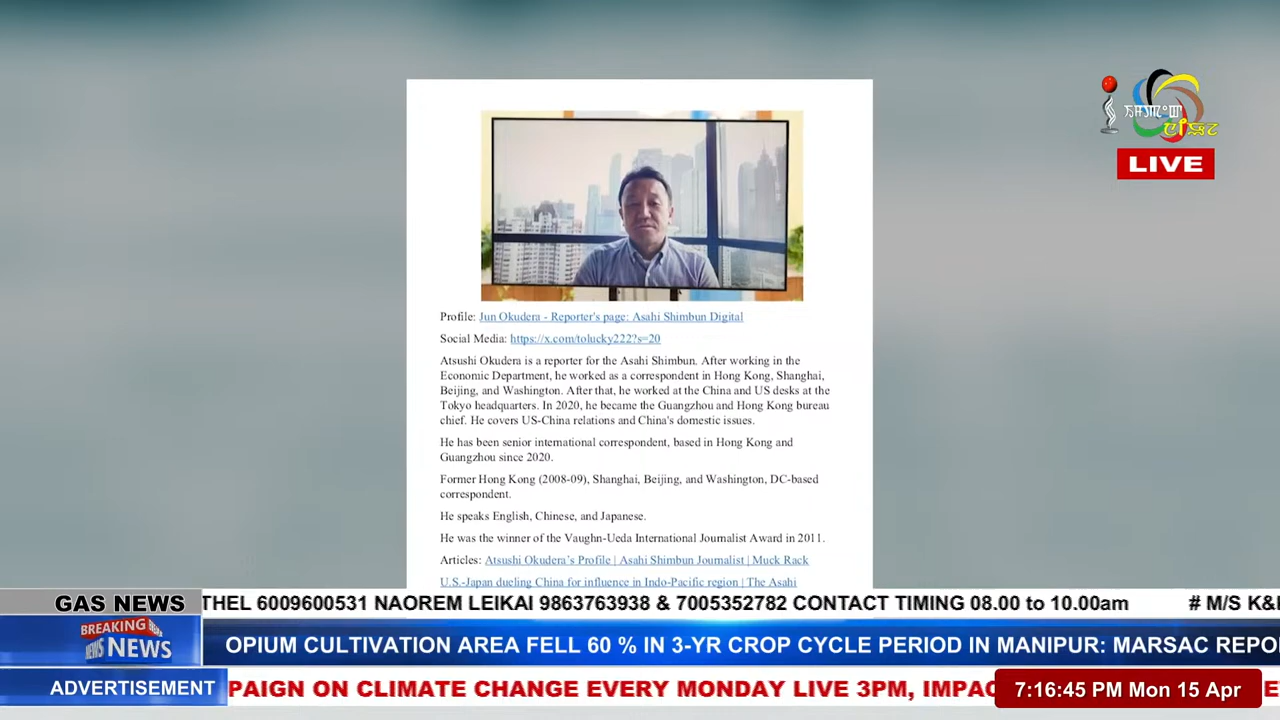 LIVE
Profile: Jun Okudera - Reporter's page: Asahi Shimbun Digital
Social Media: https://x.com/tolucky222?s=20
Atsushi Okudera is a reporter for the Asahi Shimbun. After working in the
Economic Department, he worked as a correspondent in Hong Kong, Shanghai,
Beijing, and Washington. After that, he worked at the China and US desks at the
Tokyo headquarters. In 2020, he became the Guangzhou and Hong Kong bureau
chief. He covers US-China relations and China's domestic issues.
He has been senior international correspondent, based in Hong Kong and
Guangzhou since 2020.
Former Hong Kong (2008-09), Shanghai, Beijing, and Washington, DC-based
correspondent.
He speaks English, Chinese, and Japanese.
He was the winner of the Vaughn-Ueda International Journalist Award in 2011.
Articles: Atsushi Okudera's Profile | Asahi Shimbun Journalist | Muck Rack
U.S.-Japan dueling China for influence in Indo-Pacific region | The Asahi
GAS NEWS THEL 6009600531 NAOREM LEIKAI 9863763938 & 7005352782 CONTACT TIMING 08.00 to 10.00am # M/S K&
BREAKING NEWS
NEWS NEWS OPIUM CULTIVATION AREA FELL 60 % IN 3-YR CROP CYCLE PERIOD IN MANIPUR: MARSAC REPO
ADVERTISEMENT PAIGN ON CLIMATE CHANGE EVERY MONDAY LIVE 3PM, IMPAC 7:16:45 PM Mon 15 Apr